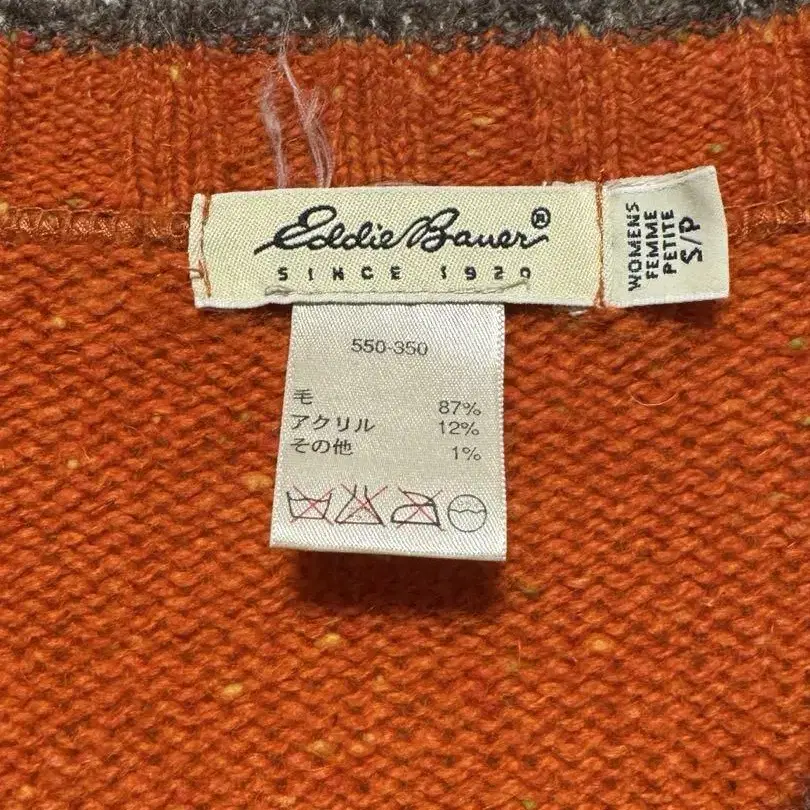 Eddie Bauer®
SINCE 1920
WOMENS
FEMME
PETITE
S/P
550-350
毛 87%
アクリル 12%
その他 1%